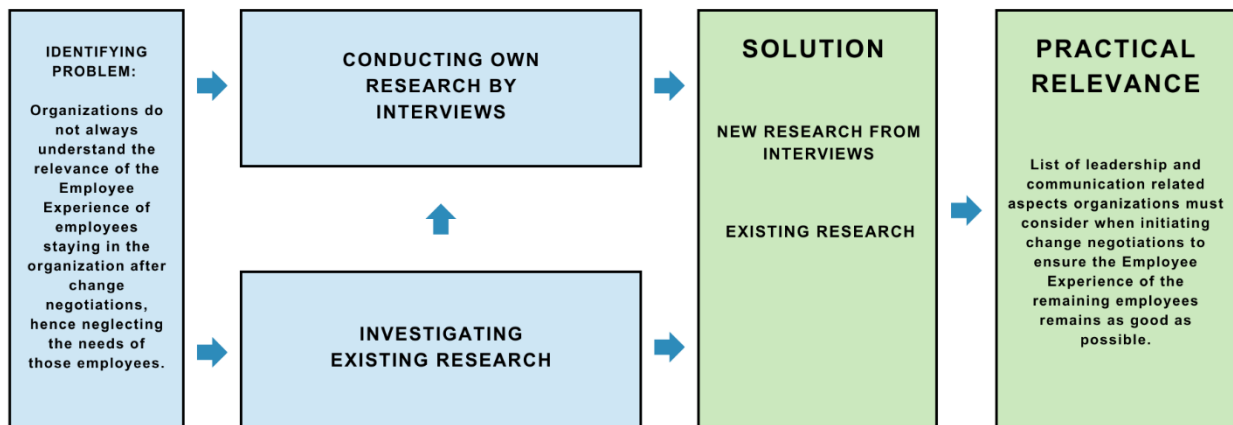 IDENTIFYING
PROBLEM:
Organizations do
not always
understand the
relevance of the
Employee
Experience of
employees
staying in the
organization after
change
negotiations,
hence neglecting
the needs of
those employees.
CONDUCTING OWN
RESEARCH BY
INTERVIEWS
INVESTIGATING
EXISTING RESEARCH
SOLUTION
NEW RESEARCH FROM
INTERVIEWS
EXISTING RESEARCH
PRACTICAL
RELEVANCE
List of leadership and
communication related
aspects organizations must
consider when initiating
change negotiations to
ensure the Employee
Experience of the
remaining employees
remains as good as
possible.